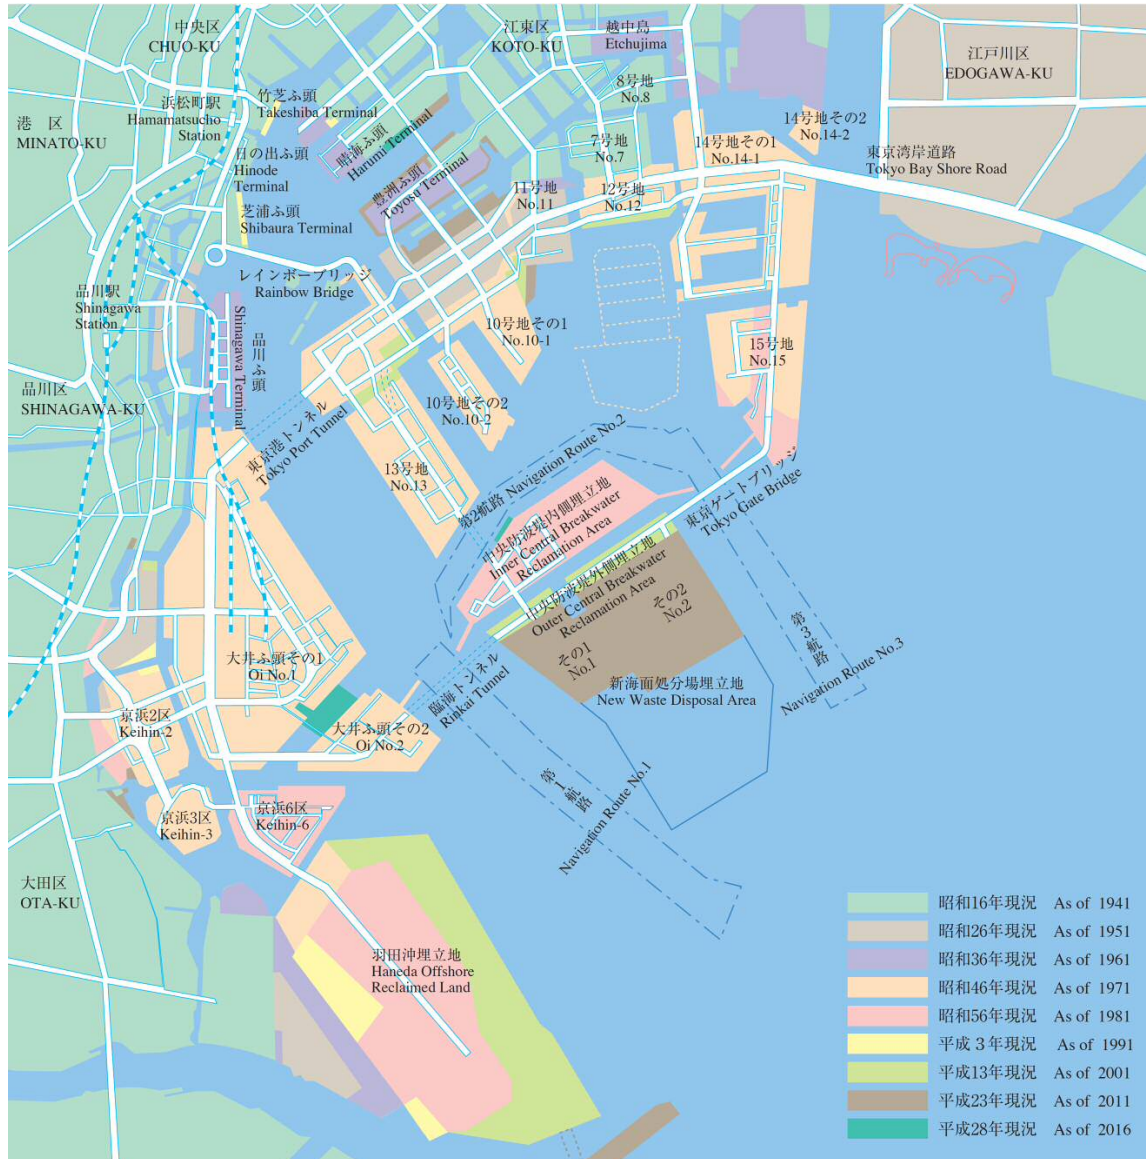 中央区
CHUO-KU
江東区
KOTO-KU
越中島
Etchujima
江戸川区
EDOGAWA-KU
8号地
No.8
竹芝ふ頭
Takeshiba Terminal
浜松町駅
Hamamatsucho
Station
港 区
MINATO-KU
晴海ふ頭
Harumi Terminal
7号地
No.7
14号地その1
No.14-1
14号地その2
No.14-2
東京湾岸道路
Tokyo Bay Shore Road
日の出ふ頭
Hinode
Terminal
豊洲ふ頭
Toyosu Terminal
11号地
No.11
12号地
No.12
芝浦ふ頭
Shibaura Terminal
レインボーブリッジ
Rainbow Bridge
品川駅
Shinagawa
Station
品川ふ頭
Shinagawa Terminal
10号地その1
No.10-1
15号地
No.15
品川区
SHINAGAWA-KU
10号地その2
No.10-2
東京港トンネル
Tokyo Port Tunnel
13号地
No.13
第2航路 Navigation Route No.2
中央防波堤内側埋立地
Inner Central Breakwater
Reclamation Area
東京ゲートブリッジ
Tokyo Gate Bridge
中央防波堤外側埋立地
Outer Central Breakwater
Reclamation Area
その2
No.2
その1
No.1
第3航路
Navigation Route No.3
大井ふ頭その1
Oi No.1
臨海トンネル
Rinkai Tunnel
新海面処分場埋立地
New Waste Disposal Area
京浜2区
Keihin-2
大井ふ頭その2
Oi No.2
第1航路
Navigation Route No.1
京浜3区
Keihin-3
京浜6区
Keihin-6
大田区
OTA-KU
羽田沖埋立地
Haneda Offshore
Reclaimed Land
昭和16年現況 As of 1941
昭和26年現況 As of 1951
昭和36年現況 As of 1961
昭和46年現況 As of 1971
昭和56年現況 As of 1981
平成3年現況 As of 1991
平成13年現況 As of 2001
平成23年現況 As of 2011
平成28年現況 As of 2016